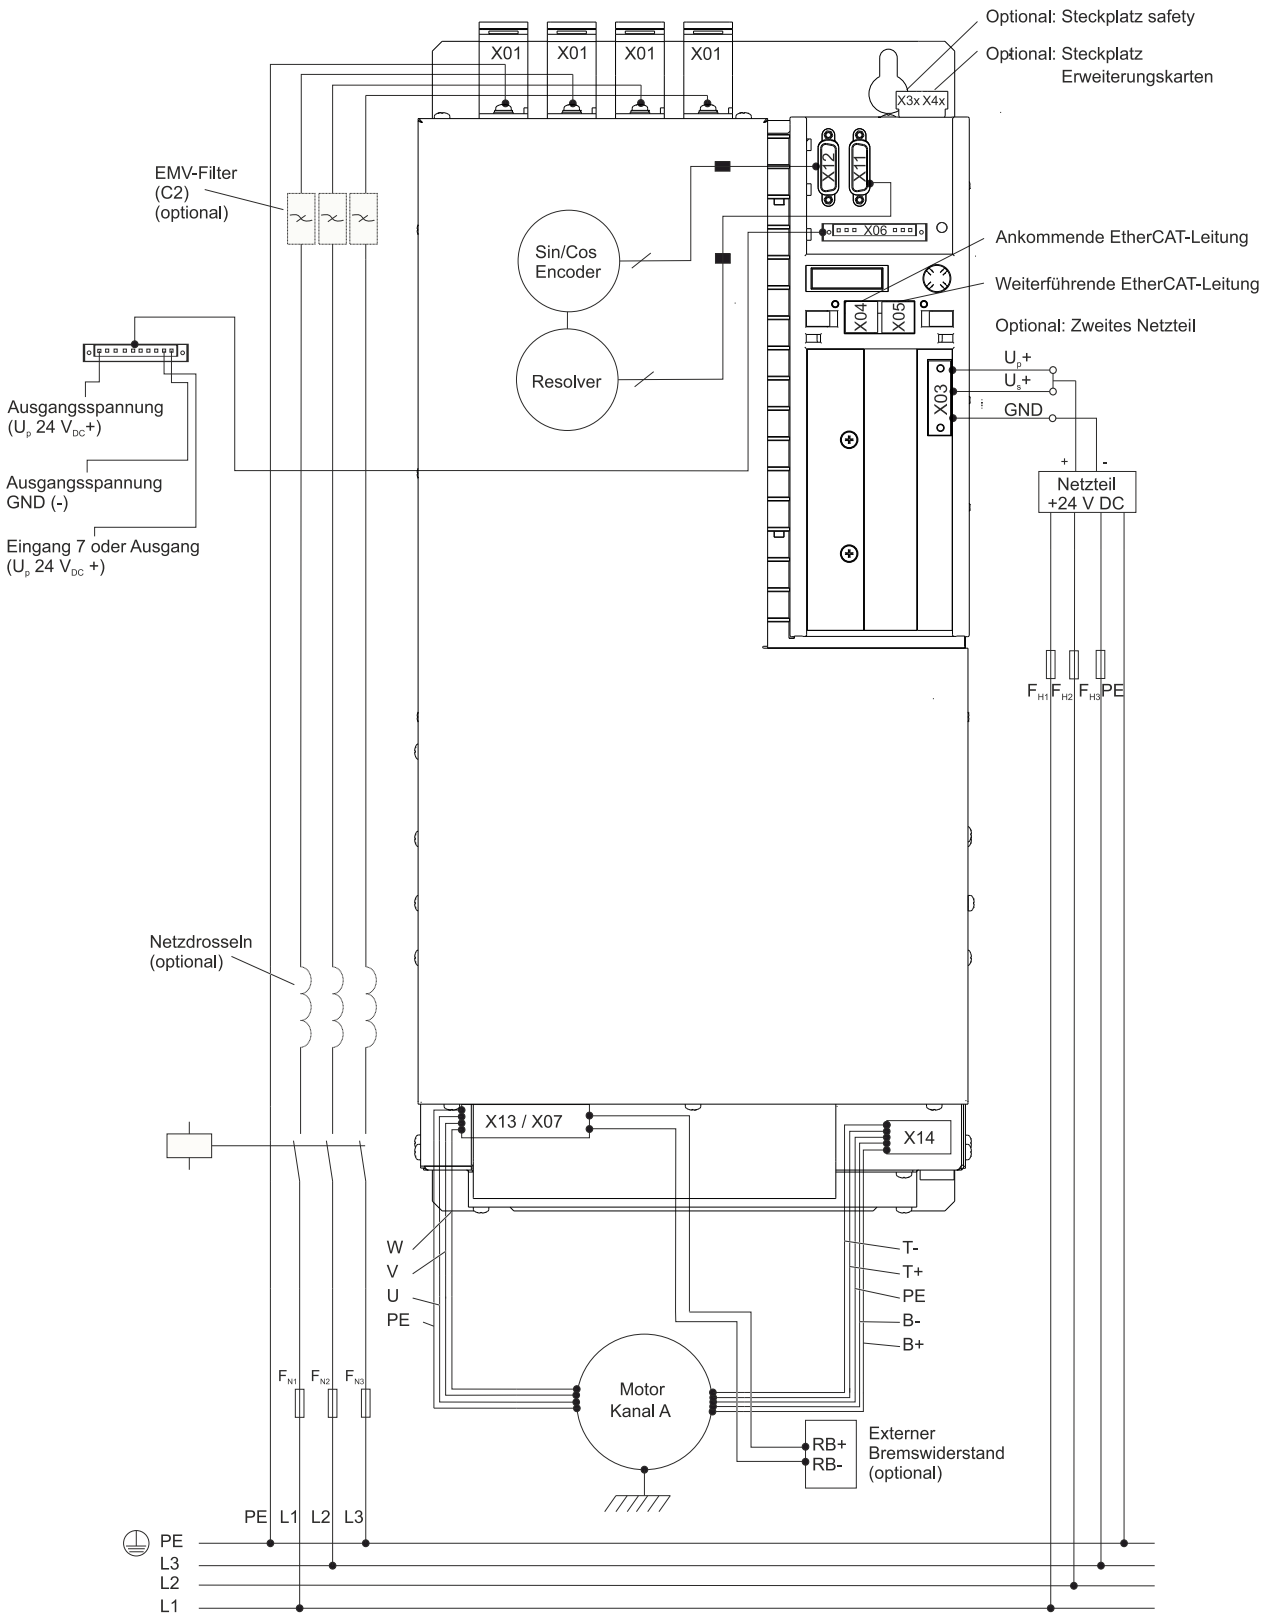 Optional: Steckplatz safety
Optional: Steckplatz
Erweiterungskarten
X01 X01 X01 X01
X3x X4x
EMV-Filter
(C2)
(optional)
X12 X11
X06
Sin/Cos
Encoder
Ankommende EtherCAT-Leitung
Weiterführende EtherCAT-Leitung
X04 X05
Optional: Zweites Netzteil
Resolver
X03
Up+
Us+
GND
Ausgangsspannung
(Up 24 VDC+)
Ausgangsspannung
GND (-)
Eingang 7 oder Ausgang
(Up 24 VDC +)
+ -
Netzteil
+24 V DC
FH1 FH2 FH3 PE
Netzdrosseln
(optional)
X13 / X07
X14
W
V
U
PE
T-
T+
PE
B-
B+
FN1 FN2 FN3
Motor
Kanal A
RB+
RB-
Externer
Bremswiderstand
(optional)
PE L1 L2 L3
PE
L3
L2
L1